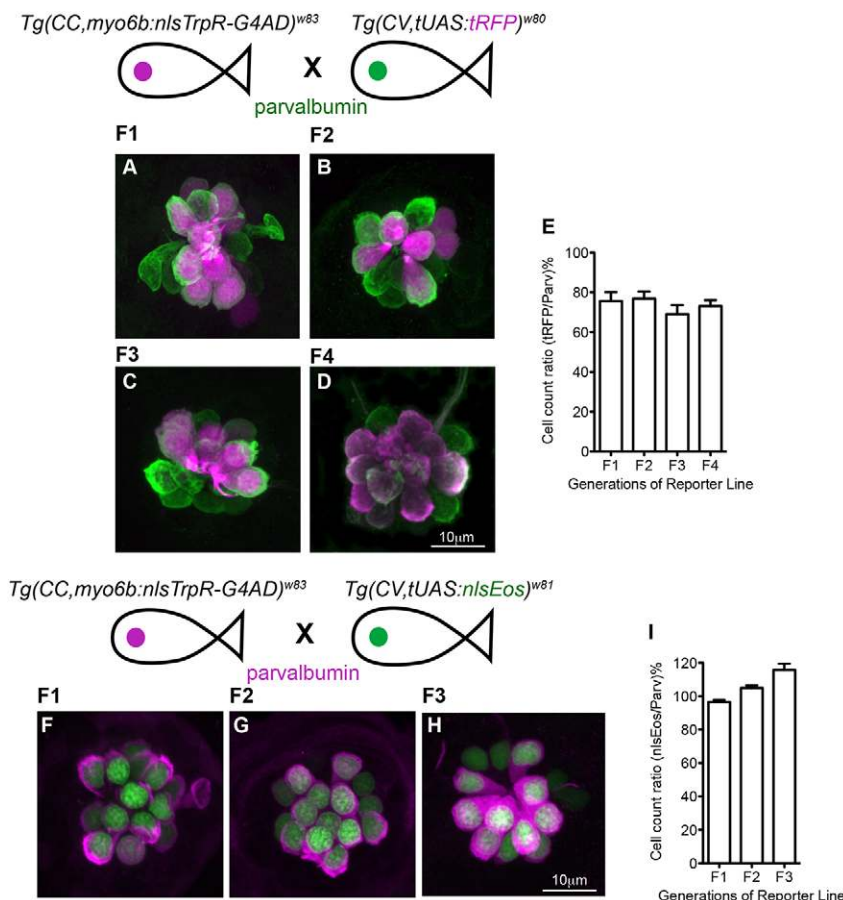 Tg(CC,myo6b:nlsTrpR-G4AD)w83 Tg(CV,tUAS:tRFP)w80
X
parvalbumin
F1 F2
A B
F3 F4
C D
10µm
E
Cell count ratio (tRFP/Parv)%
100
80
60
40
20
0
F1 F2 F3 F4
Generations of Reporter Line
Tg(CC,myo6b:nlsTrpR-G4AD)w83 Tg(CV,tUAS:nlsEos)w81
X
parvalbumin
F1 F2 F3
F G H
10µm
I
Cell count ratio (nlsEos/Parv)%
120
100
80
60
40
20
0
F1 F2 F3
Generations of Reporter Line